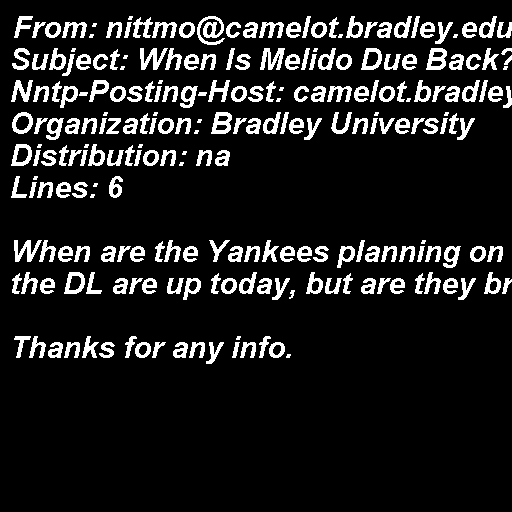 From: nittmo@camelot.bradley.edu
Subject: When Is Melido Due Back?
Nntp-Posting-Host: camelot.bradley
Organization: Bradley University
Distribution: na
Lines: 6

When are the Yankees planning on
the DL are up today, but are they br

Thanks for any info.